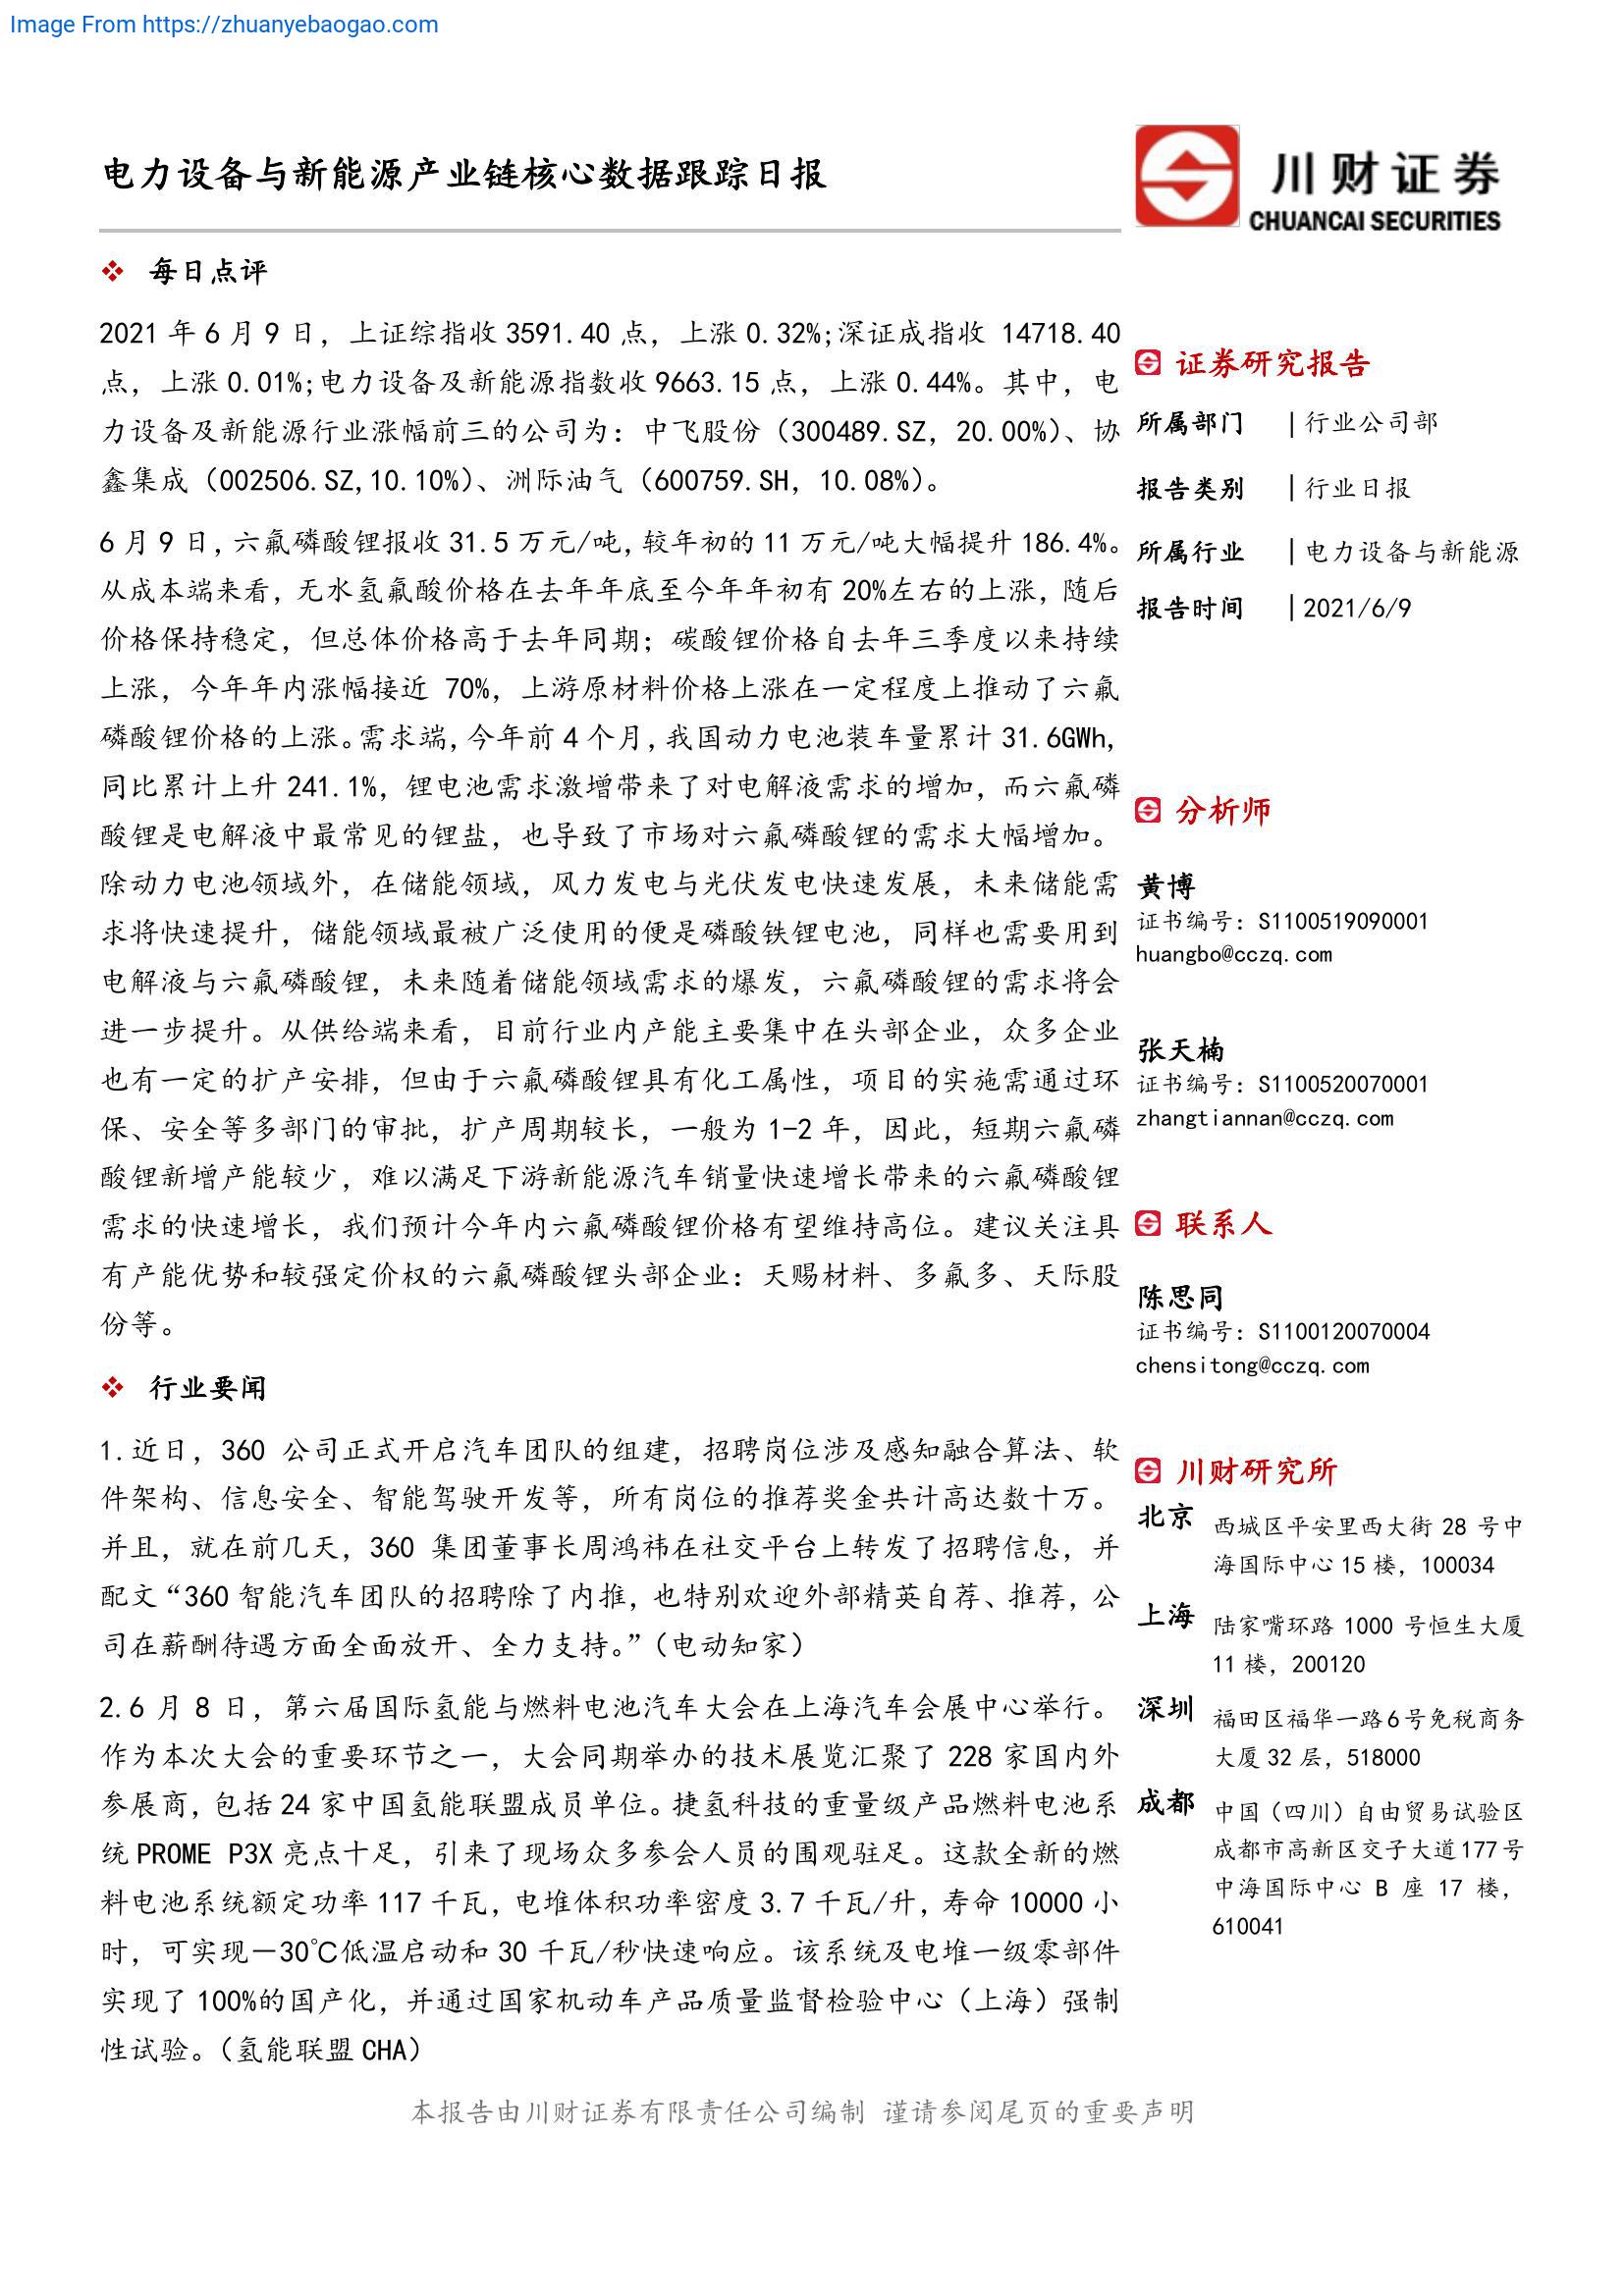 Image From https://zhuanyebaogao.com
电力设备与新能源产业链核心数据跟踪日报
川财证券
CHUANCAI SECURITIES
❖ 每日点评
2021 年 6 月 9 日，上证综指收 3591.40 点，上涨 0.32%;深证成指收 14718.40
点，上涨 0.01%;电力设备及新能源指数收 9663.15 点，上涨 0.44%。其中，电
力设备及新能源行业涨幅前三的公司为：中飞股份（300489.SZ，20.00%）、协
鑫集成（002506.SZ,10.10%）、洲际油气（600759.SH，10.08%）。
6 月 9 日，六氟磷酸锂报收 31.5 万元/吨，较年初的 11 万元/吨大幅提升 186.4%。
从成本端来看，无水氢氟酸价格在去年年底至今年年初有 20%左右的上涨，随后
价格保持稳定，但总体价格高于去年同期；碳酸锂价格自去年三季度以来持续
上涨，今年年内涨幅接近 70%，上游原材料价格上涨在一定程度上推动了六氟
磷酸锂价格的上涨。需求端，今年前 4 个月，我国动力电池装车量累计 31.6GWh，
同比累计上升 241.1%，锂电池需求激增带来了对电解液需求的增加，而六氟磷
酸锂是电解液中最常见的锂盐，也导致了市场对六氟磷酸锂的需求大幅增加。
除动力电池领域外，在储能领域，风力发电与光伏发电快速发展，未来储能需
求将快速提升，储能领域最被广泛使用的便是磷酸铁锂电池，同样也需要用到
电解液与六氟磷酸锂，未来随着储能领域需求的爆发，六氟磷酸锂的需求将会
进一步提升。从供给端来看，目前行业内产能主要集中在头部企业，众多企业
也有一定的扩产安排，但由于六氟磷酸锂具有化工属性，项目的实施需通过环
保、安全等多部门的审批，扩产周期较长，一般为 1-2 年，因此，短期六氟磷
酸锂新增产能较少，难以满足下游新能源汽车销量快速增长带来的六氟磷酸锂
需求的快速增长，我们预计今年内六氟磷酸锂价格有望维持高位。建议关注具
有产能优势和较强定价权的六氟磷酸锂头部企业：天赐材料、多氟多、天际股
份等。
❖ 行业要闻
1.近日，360 公司正式开启汽车团队的组建，招聘岗位涉及感知融合算法、软
件架构、信息安全、智能驾驶开发等，所有岗位的推荐奖金共计高达数十万。
并且，就在前几天，360 集团董事长周鸿祎在社交平台上转发了招聘信息，并
配文“360 智能汽车团队的招聘除了内推，也特别欢迎外部精英自荐、推荐，公
司在薪酬待遇方面全面放开、全力支持。”（电动知家）
2.6 月 8 日，第六届国际氢能与燃料电池汽车大会在上海汽车会展中心举行。
作为本次大会的重要环节之一，大会同期举办的技术展览汇聚了 228 家国内外
参展商，包括 24 家中国氢能联盟成员单位。捷氢科技的重量级产品燃料电池系
统 PROME P3X 亮点十足，引来了现场众多参会人员的围观驻足。这款全新的燃
料电池系统额定功率 117 千瓦，电堆体积功率密度 3.7 千瓦/升，寿命 10000 小
时，可实现－30℃低温启动和 30 千瓦/秒快速响应。该系统及电堆一级零部件
实现了 100%的国产化，并通过国家机动车产品质量监督检验中心（上海）强制
性试验。（氢能联盟 CHA）
证券研究报告
所属部门 |行业公司部
报告类别 |行业日报
所属行业 |电力设备与新能源
报告时间 |2021/6/9
分析师
黄博
证书编号：S1100519090001
huangbo@cczq.com
张天楠
证书编号：S1100520070001
zhangtiannan@cczq.com
联系人
陈思同
证书编号：S1100120070004
chensitong@cczq.com
川财研究所
北京 西城区平安里西大街 28 号中
海国际中心 15 楼，100034
上海 陆家嘴环路 1000 号恒生大厦
11 楼，200120
深圳 福田区福华一路6号免税商务
大厦 32 层，518000
成都 中国（四川）自由贸易试验区
成都市高新区交子大道177号
中海国际中心 B 座 17 楼，
610041
本报告由川财证券有限责任公司编制 谨请参阅尾页的重要声明